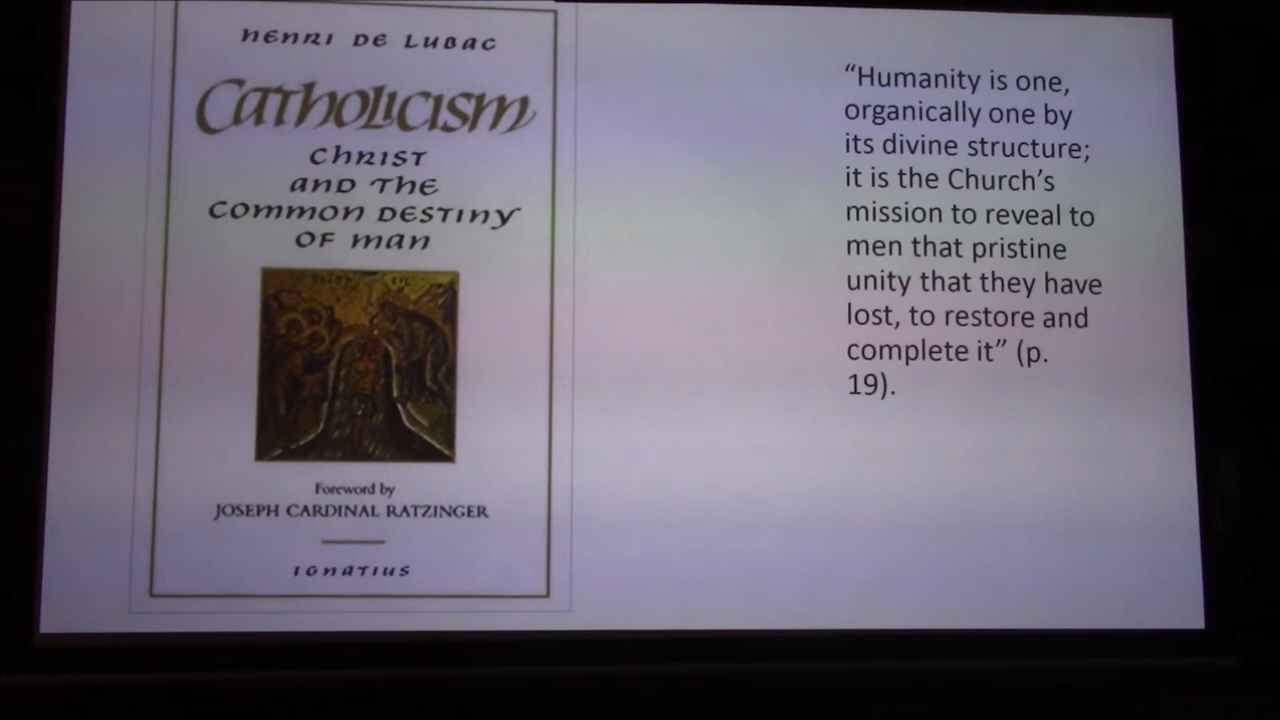 HENRI DE LUBAC
Catholicism
CHRIST
AND THE
COMMON DESTINY
OF MAN
Foreword by
JOSEPH CARDINAL RATZINGER
IGNATIUS
“Humanity is one,
organically one by
its divine structure;
it is the Church’s
mission to reveal to
men that pristine
unity that they have
lost, to restore and
complete it” (p.
19).